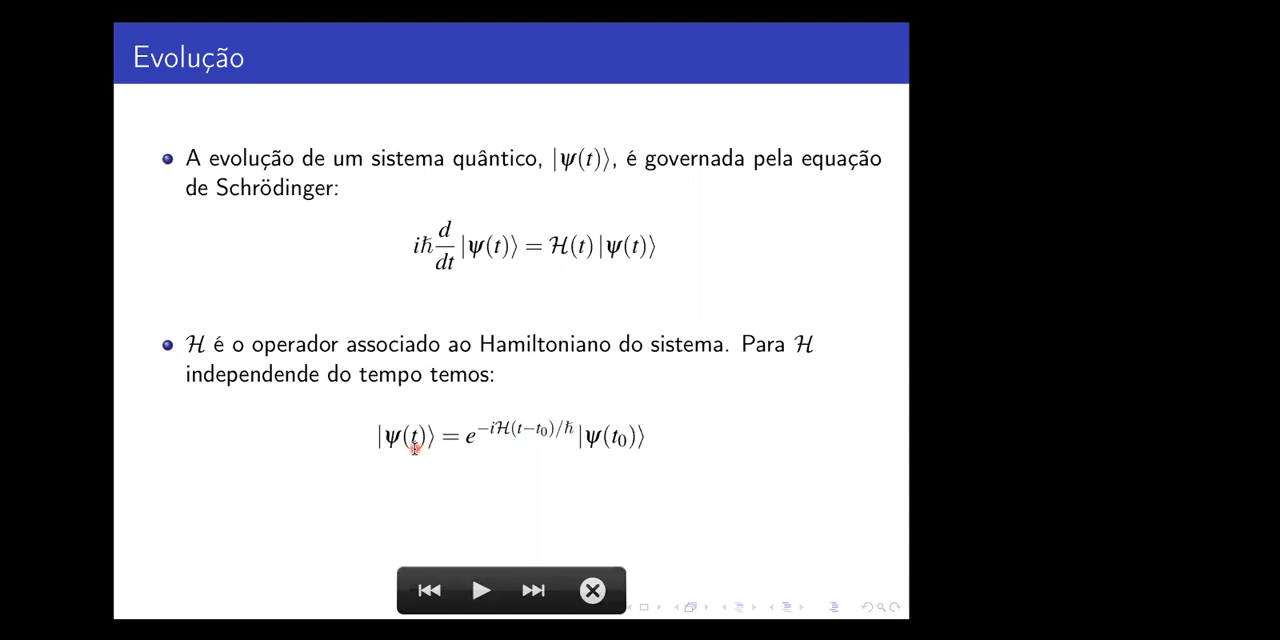 Evolução
A evolução de um sistema quântico, |ψ(t)⟩, é governada pela equação
de Schrödinger:
iℏ d/dt |ψ(t)⟩ = ℋ(t) |ψ(t)⟩
ℋ é o operador associado ao Hamiltoniano do sistema. Para ℋ
independende do tempo temos:
|ψ(t)⟩ = e^{−iℋ(t−t₀)/ℏ} |ψ(t₀)⟩